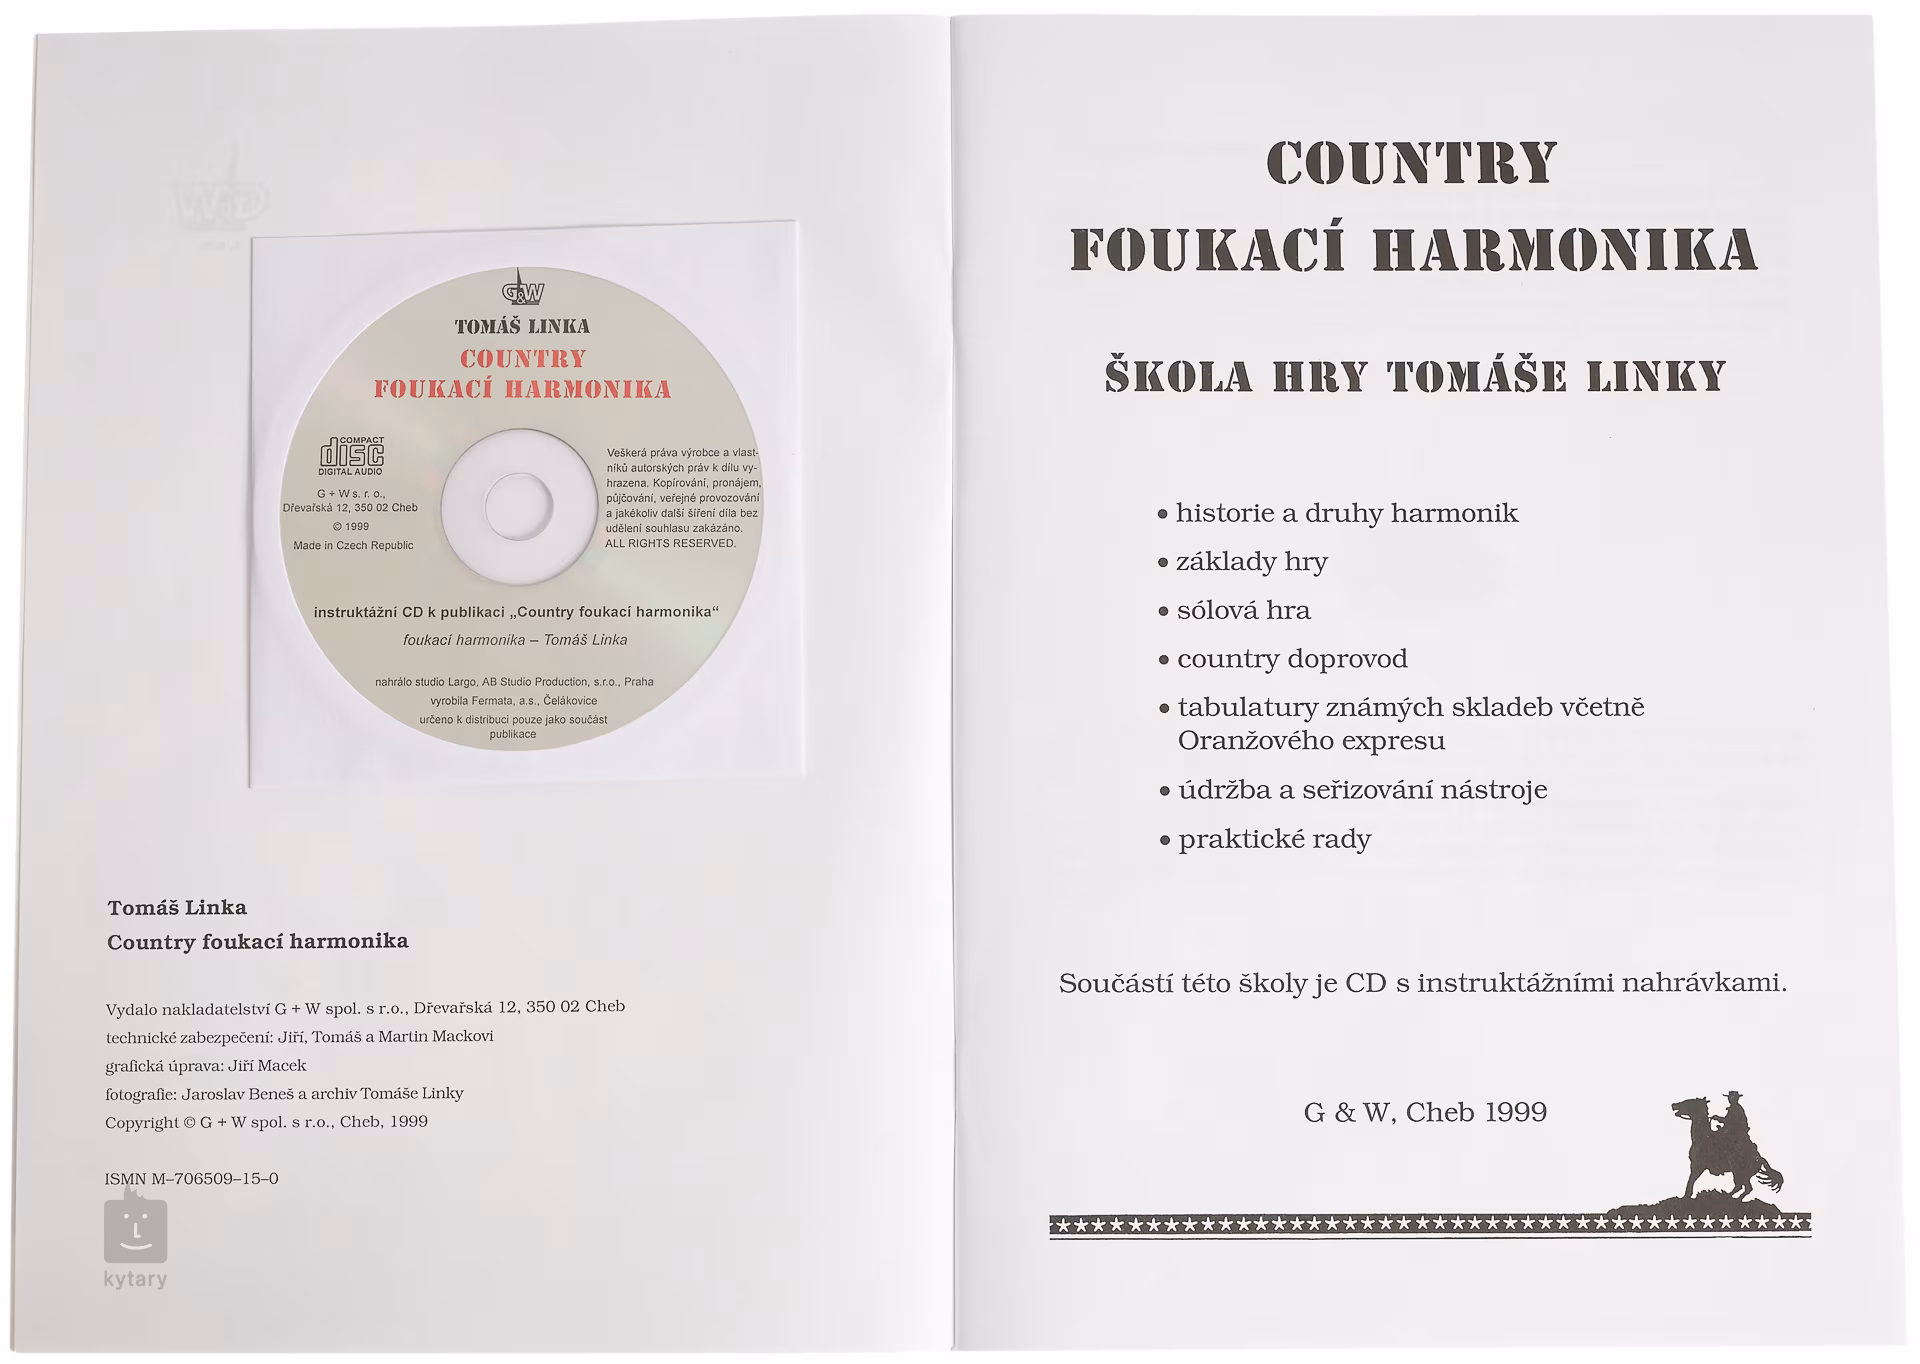 G&W
TOMÁŠ LINKA
COUNTRY
FOUKACÍ HARMONIKA
COMPACT
disc
DIGITAL AUDIO
G + W s. r. o.,
Dřevařská 12, 350 02 Cheb
© 1999
Made in Czech Republic
Veškerá práva výrobce a vlast-
níků autorských práv k dílu vy-
hrazena. Kopírování, pronájem,
půjčování, veřejné provozování
a jakékoliv další šíření díla bez
udělení souhlasu zakázáno.
ALL RIGHTS RESERVED.
instruktážní CD k publikaci „Country foukací harmonika“
foukací harmonika – Tomáš Linka
nahrálo studio Largo, AB Studio Production, s.r.o., Praha
vyrobila Fermata, a.s., Čelákovice
určeno k distribuci pouze jako součást
publikace
Tomáš Linka
Country foukací harmonika
Vydalo nakladatelství G + W spol. s r.o., Dřevařská 12, 350 02 Cheb
technické zabezpečení: Jiří, Tomáš a Martin Mackovi
grafická úprava: Jiří Macek
fotografie: Jaroslav Beneš a archiv Tomáše Linky
Copyright © G + W spol. s r.o., Cheb, 1999
ISMN M–706509–15–0
kytary
COUNTRY
FOUKACÍ HARMONIKA
ŠKOLA HRY TOMÁŠE LINKY
• historie a druhy harmonik
• základy hry
• sólová hra
• country doprovod
• tabulatury známých skladeb včetně
Oranžového expresu
• údržba a seřizování nástroje
• praktické rady
Součástí této školy je CD s instruktážními nahrávkami.
G & W, Cheb 1999